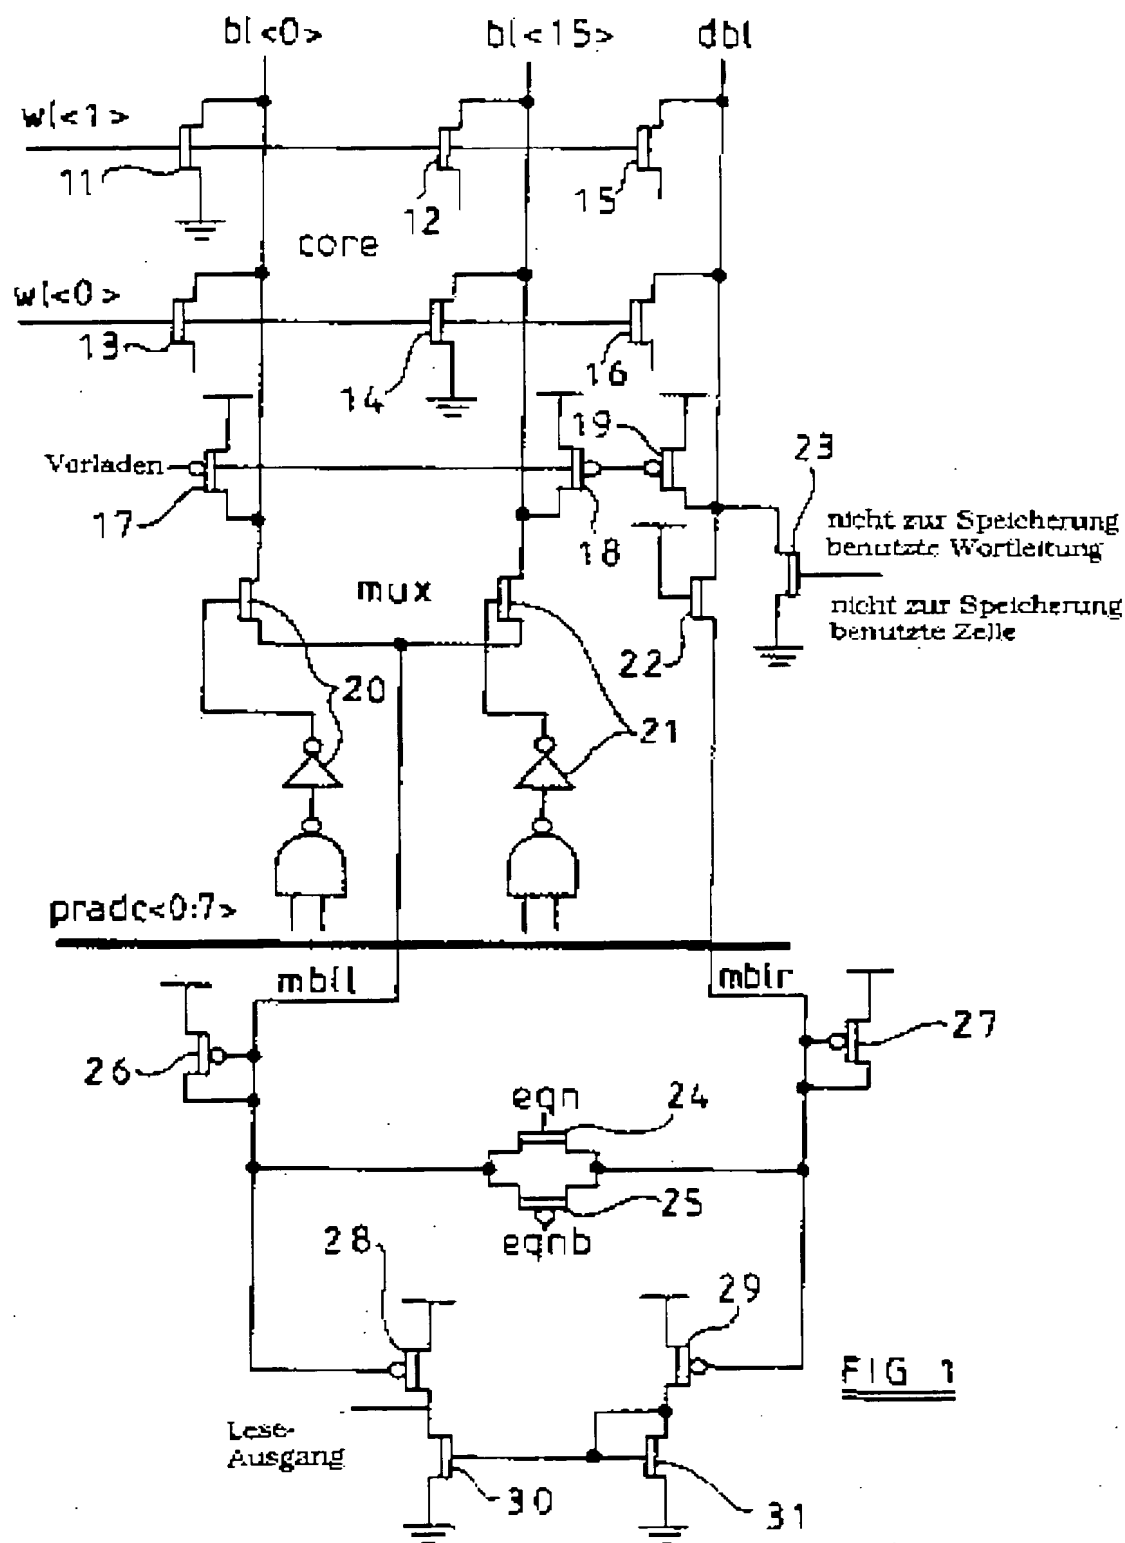 bl<0>
bl<15>
dbl
wl<1>
11
12
15
core
wl<0>
13
14
16
19
23
Vorladen
17
18
nicht zur Speicherung
benutzte Wortleitung
mux
nicht zur Speicherung
benutzte Zelle
22
20
21
pradc<0:7>
mbll
mblr
26
27
eqn
24
25
eqnb
28
29
FIG 1
Lese-
Ausgang
30
31